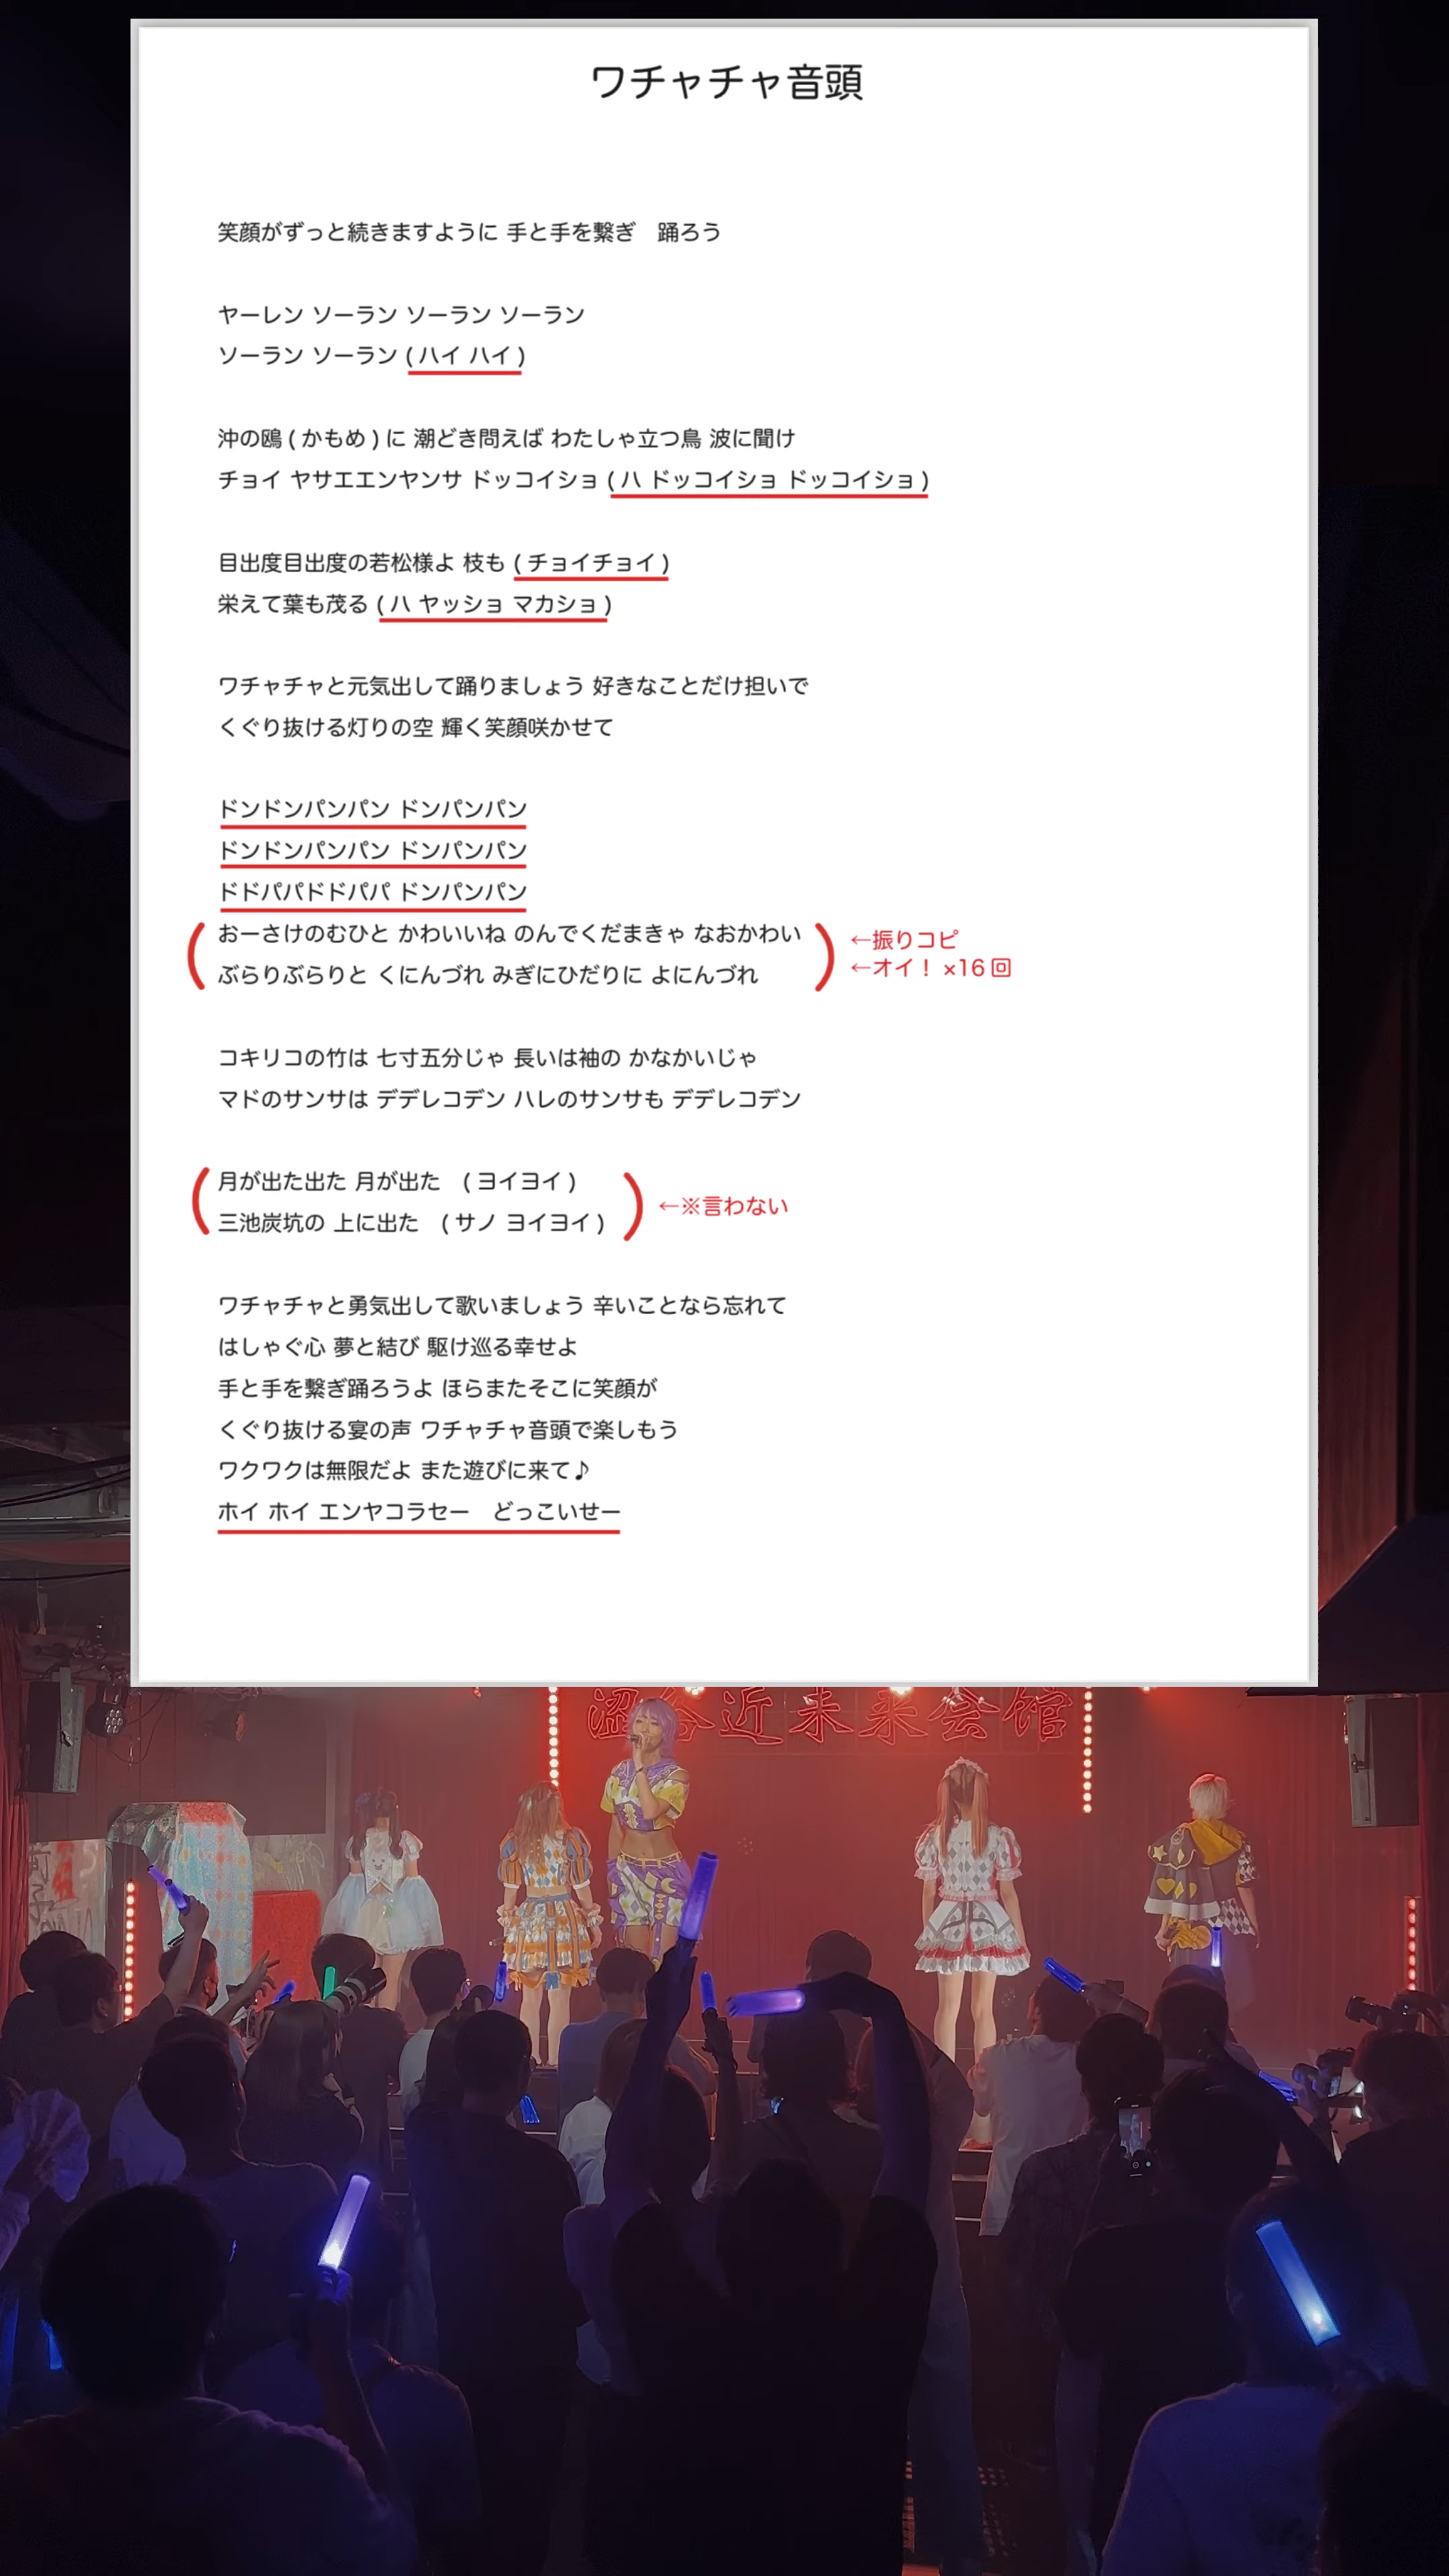 ワチャチャ音頭
笑顔がずっと続きますように 手と手を繋ぎ　踊ろう
ヤーレン ソーラン ソーラン ソーラン
ソーラン ソーラン ( ハイ ハイ )
沖の鴎 ( かもめ ) に 潮どき問えば わたしゃ立つ鳥 波に聞け
チョイ ヤサエエンヤンサ ドッコイショ ( ハ ドッコイショ ドッコイショ )
目出度目出度の若松様よ 枝も ( チョイチョイ )
栄えて葉も茂る ( ハ ヤッショ マカショ )
ワチャチャと元気出して踊りましょう 好きなことだけ担いで
くぐり抜ける灯りの空 輝く笑顔咲かせて
ドンドンパンパン ドンパンパン
ドンドンパンパン ドンパンパン
ドドパパドドパパ ドンパンパン
おーさけのむひと かわいいね のんでくだまきゃ なおかわい ←振りコピ
ぶらりぶらりと くにんづれ みぎにひだりに よにんづれ ←オイ！ ×16回
コキリコの竹は 七寸五分じゃ 長いは袖の かなかいじゃ
マドのサンサは デデレコデン ハレのサンサも デデレコデン
月が出た出た 月が出た　( ヨイヨイ )
三池炭坑の 上に出た　( サノ ヨイヨイ )
←※言わない
ワチャチャと勇気出して歌いましょう 辛いことなら忘れて
はしゃぐ心 夢と結び 駆け巡る幸せよ
手と手を繋ぎ踊ろうよ ほらまたそこに笑顔が
くぐり抜ける宴の声 ワチャチャ音頭で楽しもう
ワクワクは無限だよ また遊びに来て♪
ホイ ホイ エンヤコラセー　どっこいせー
澀谷近未来会馆